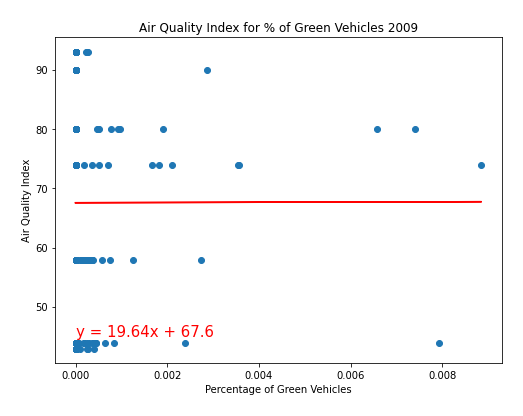 Air Quality Index for % of Green Vehicles 2009
Air Quality Index
90
80
70
60
50
y = 19.64x + 67.6
0.000 0.002 0.004 0.006 0.008
Percentage of Green Vehicles